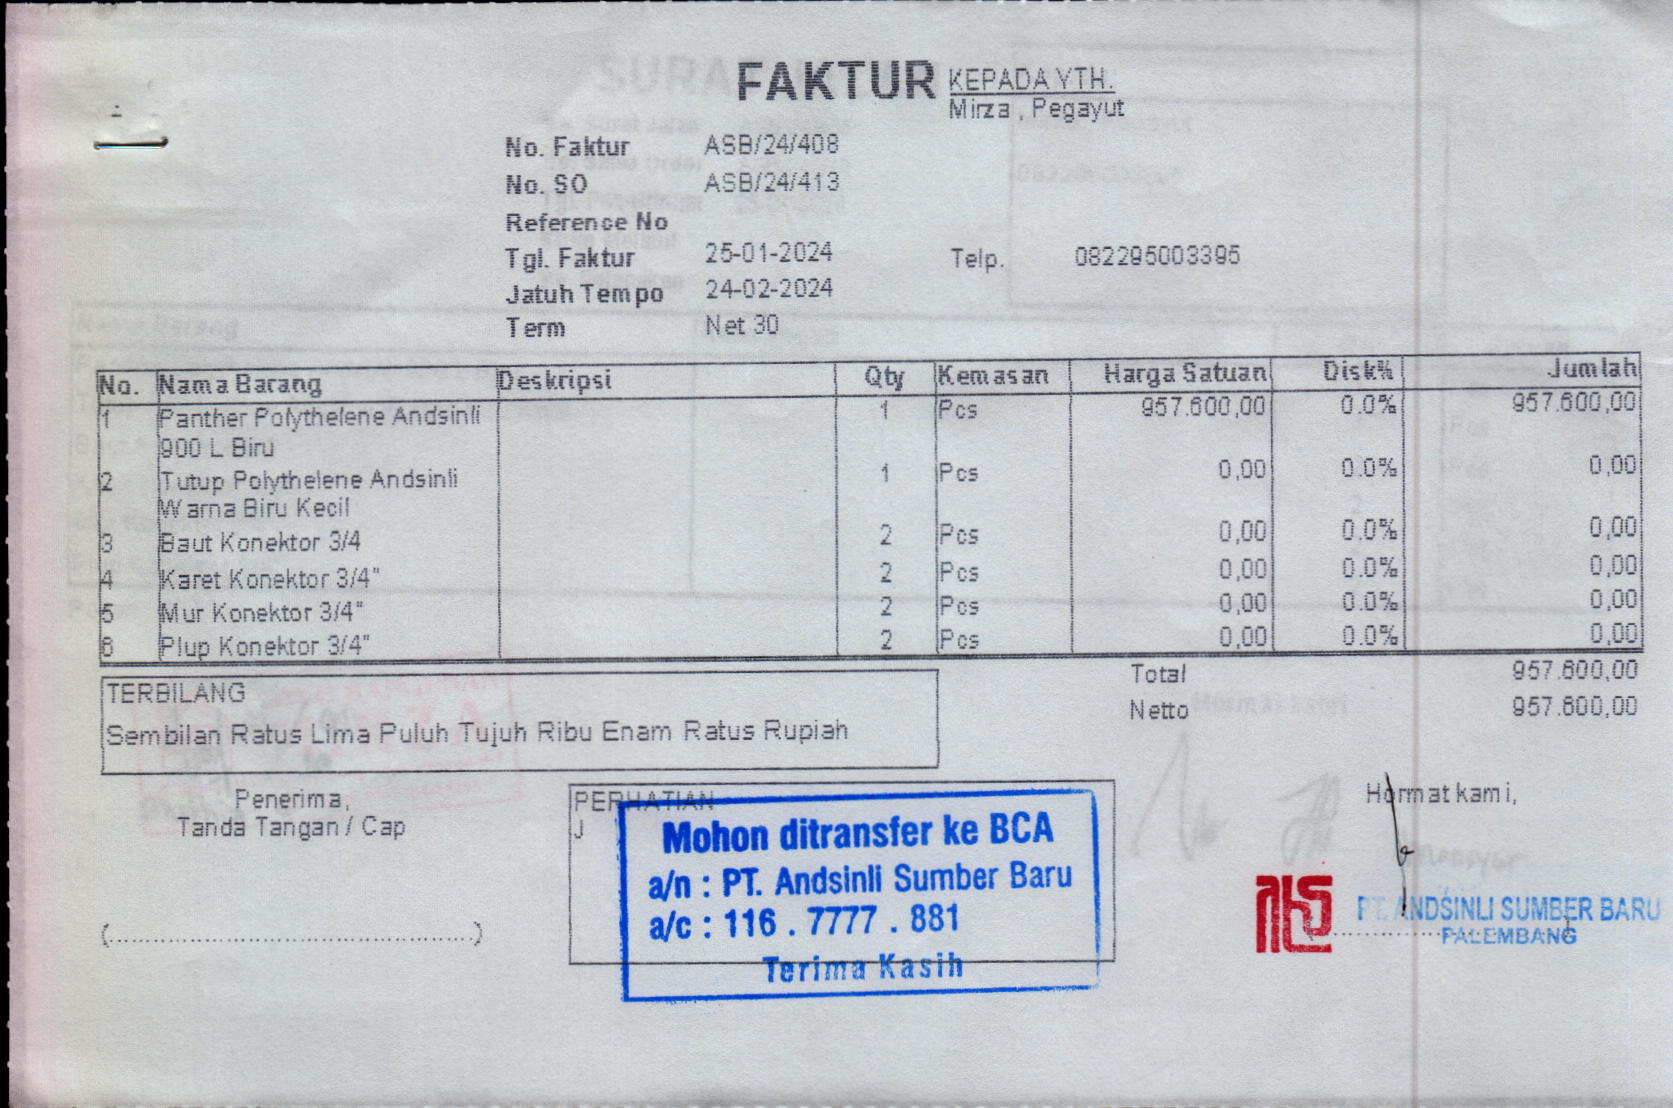 FAKTUR
KEPADA YTH.
Mirza , Pegayut
No. Faktur ASB/24/408
No. SO ASB/24/413
Reference No
Tgl. Faktur 25-01-2024
Telp. 082295003395
Jatuh Tempo 24-02-2024
Term Net 30
No. Nama Barang Deskripsi Qty Kemasan Harga Satuan Disk% Jumlah
1 Panther Polythelene Andsinli 1 Pcs 957.600,00 0.0% 957.600,00
900 L Biru
2 Tutup Polythelene Andsinli 1 Pcs 0,00 0.0% 0,00
Warna Biru Kecil
3 Baut Konektor 3/4 2 Pcs 0,00 0.0% 0,00
4 Karet Konektor 3/4" 2 Pcs 0,00 0.0% 0,00
5 Mur Konektor 3/4" 2 Pcs 0,00 0.0% 0,00
6 Plup Konektor 3/4" 2 Pcs 0,00 0.0% 0,00
Total 957.600,00
Netto 957.600,00
TERBILANG
Sembilan Ratus Lima Puluh Tujuh Ribu Enam Ratus Rupiah
Penerima,
Tanda Tangan / Cap
(................................................)
PERHATIAN
J
Mohon ditransfer ke BCA
a/n : PT. Andsinli Sumber Baru
a/c : 116 . 7777 . 881
Terima Kasih
Hormat kami,
PT. ANDSINLI SUMBER BARU
PALEMBANG